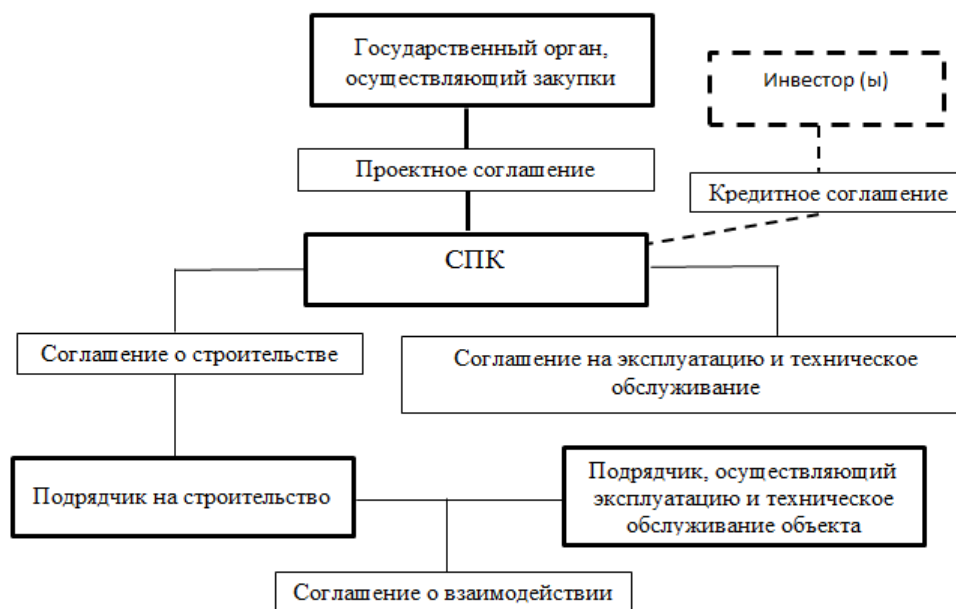 Государственный орган,
осуществляющий закупки
Инвестор (ы)
Проектное соглашение
Кредитное соглашение
СПК
Соглашение о строительстве
Соглашение на эксплуатацию и техническое
обслуживание
Подрядчик на строительство
Подрядчик, осуществляющий
эксплуатацию и техническое
обслуживание объекта
Соглашение о взаимодействии